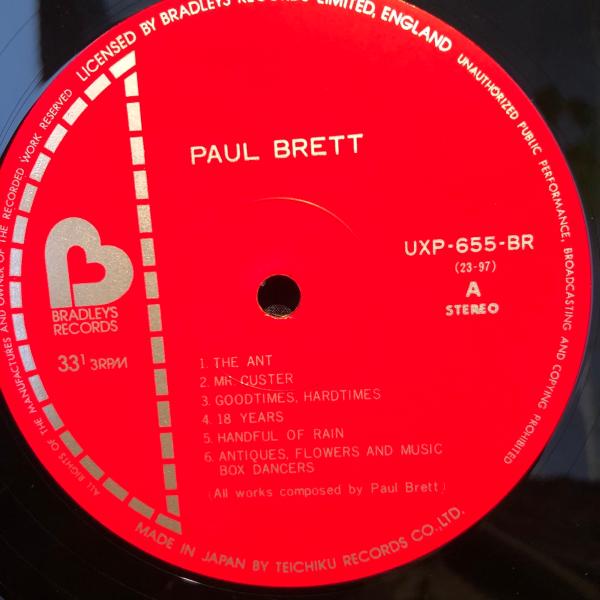 LICENSED BY BRADLEYS RECORDS LIMITED, ENGLAND
UNAUTHORIZED PUBLIC PERFORMANCE, BROADCASTING AND COPYING PROHIBITED
ALL RIGHTS OF THE MANUFACTURES AND OWNER OF THE RECORDED WORK RESERVED
PAUL BRETT
UXP-655-BR
(23-97)
A
STEREO
BRADLEYS
RECORDS
33 1 3RPM
1. THE ANT
2. MR. CUSTER
3. GOODTIMES, HARDTIMES
4. 18 YEARS
5. HANDFUL OF RAIN
6. ANTIQUES, FLOWERS AND MUSIC
BOX DANCERS
(All works composed by Paul Brett)
MADE IN JAPAN BY TEICHIKU RECORDS CO., LTD.